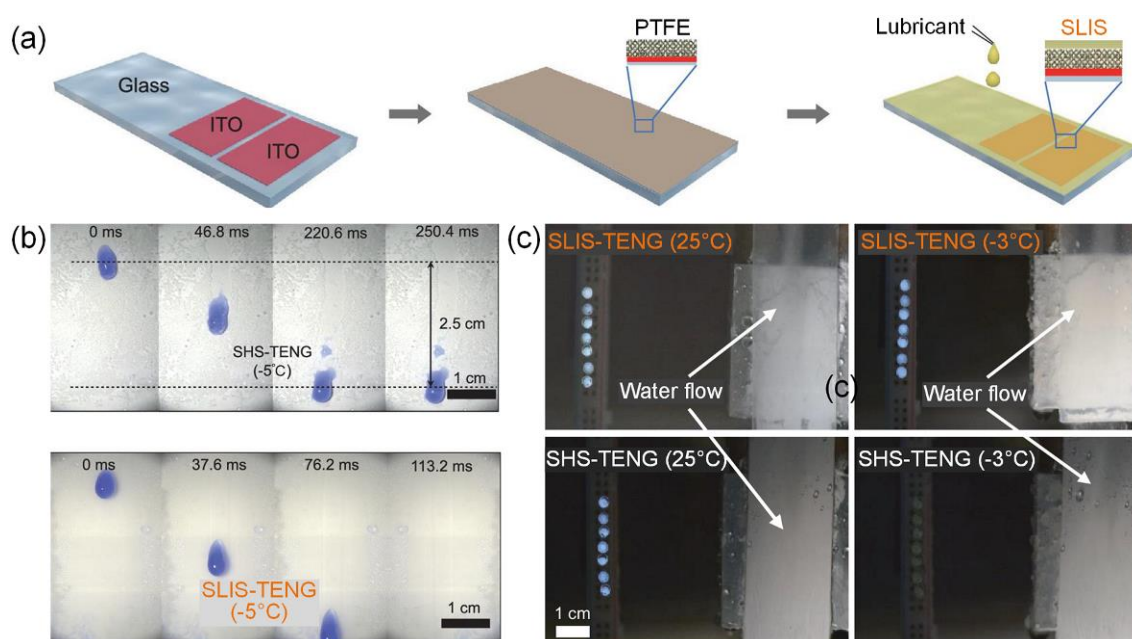 (a)
Glass
ITO
ITO
PTFE
Lubricant
SLIS
(b)
0 ms
46.8 ms
220.6 ms
250.4 ms
2.5 cm
SHS-TENG
(-5°C)
1 cm
0 ms
37.6 ms
76.2 ms
113.2 ms
SLIS-TENG
(-5°C)
1 cm
(c)
SLIS-TENG (25°C)
SLIS-TENG (-3°C)
Water flow
(c)
Water flow
SHS-TENG (25°C)
SHS-TENG (-3°C)
1 cm